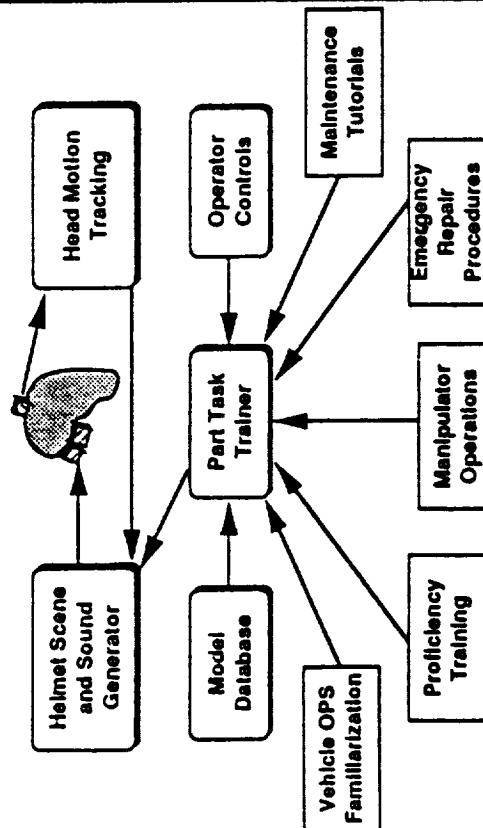 Helmet Scene
and Sound
Generator
Head Motion
Tracking
Model
Database
Part Task
Trainer
Operator
Controls
Vehicle OPS
Familiarization
Proficiency
Training
Manipulator
Operations
Emergency
Repair
Procedures
Maintenance
Tutorials